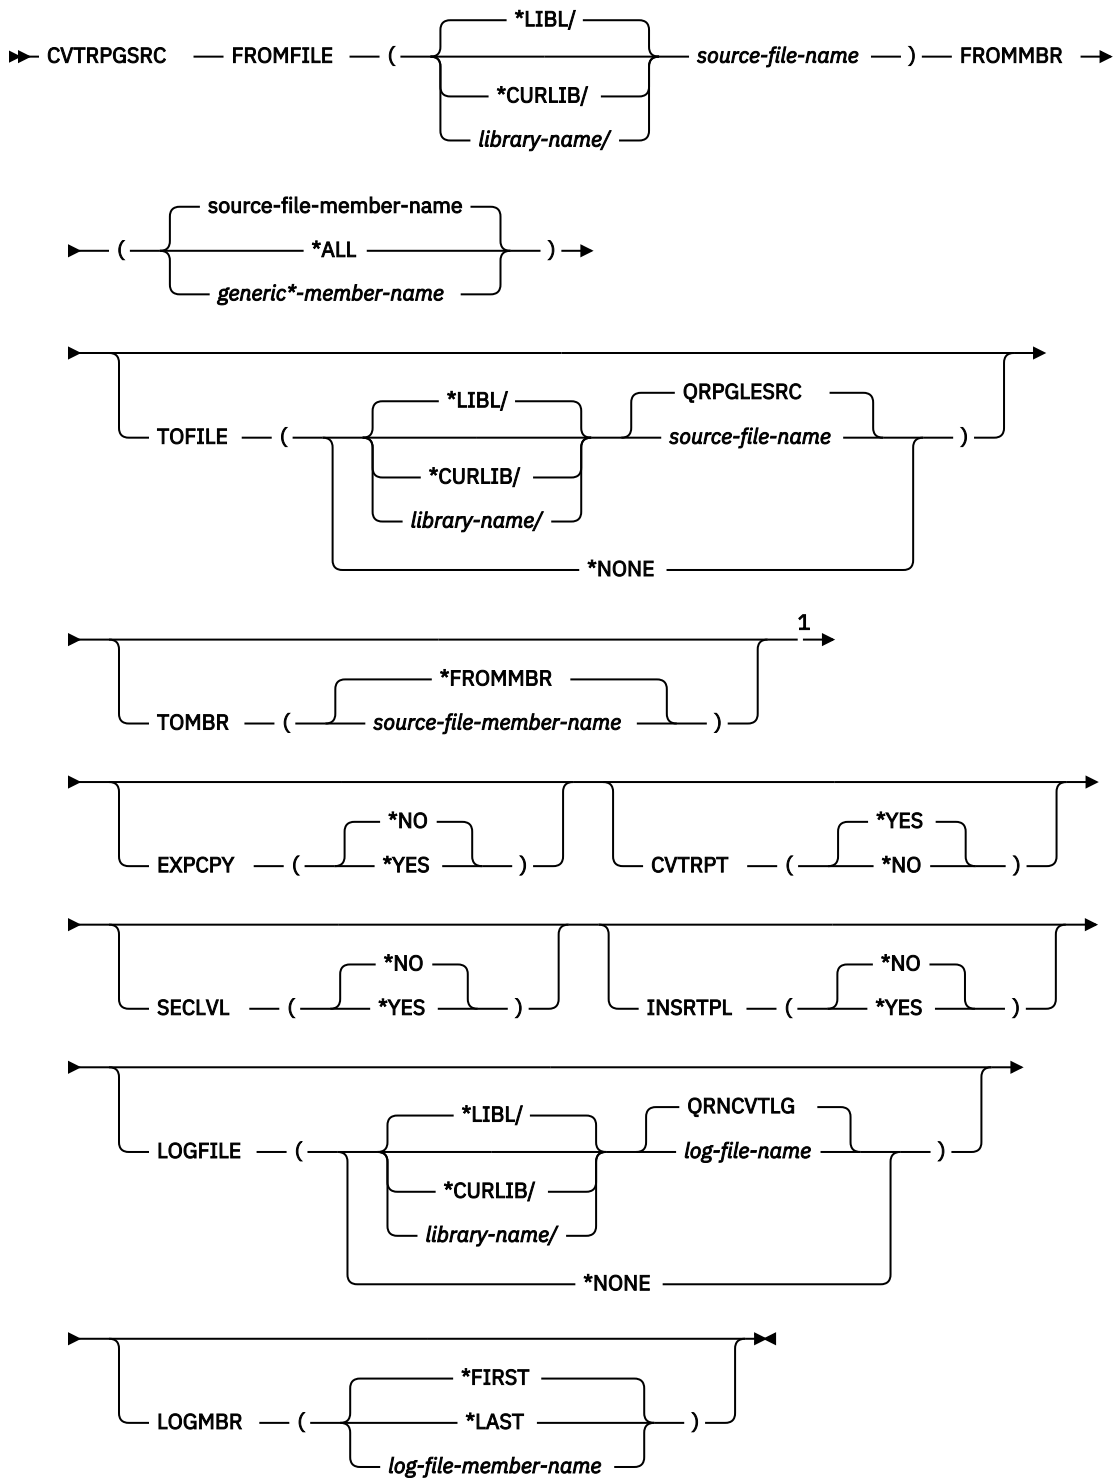 *LIBL/
CVTRPGSRC FROMFILE ( source-file-name ) FROMMBR
*CURLIB/
library-name/
source-file-member-name
( *ALL )
generic*-member-name
*LIBL/ QRPGLESRC
TOFILE ( source-file-name )
*CURLIB/
library-name/
*NONE
1
*FROMMBR
TOMBR ( source-file-member-name )
*NO *YES
EXPCPY ( *YES ) CVTRPT ( *NO )
*NO *NO
SECLVL ( *YES ) INSRTPL ( *YES )
*LIBL/ QRNCVTLG
LOGFILE ( log-file-name )
*CURLIB/
library-name/
*NONE
*FIRST
LOGMBR ( *LAST )
log-file-member-name